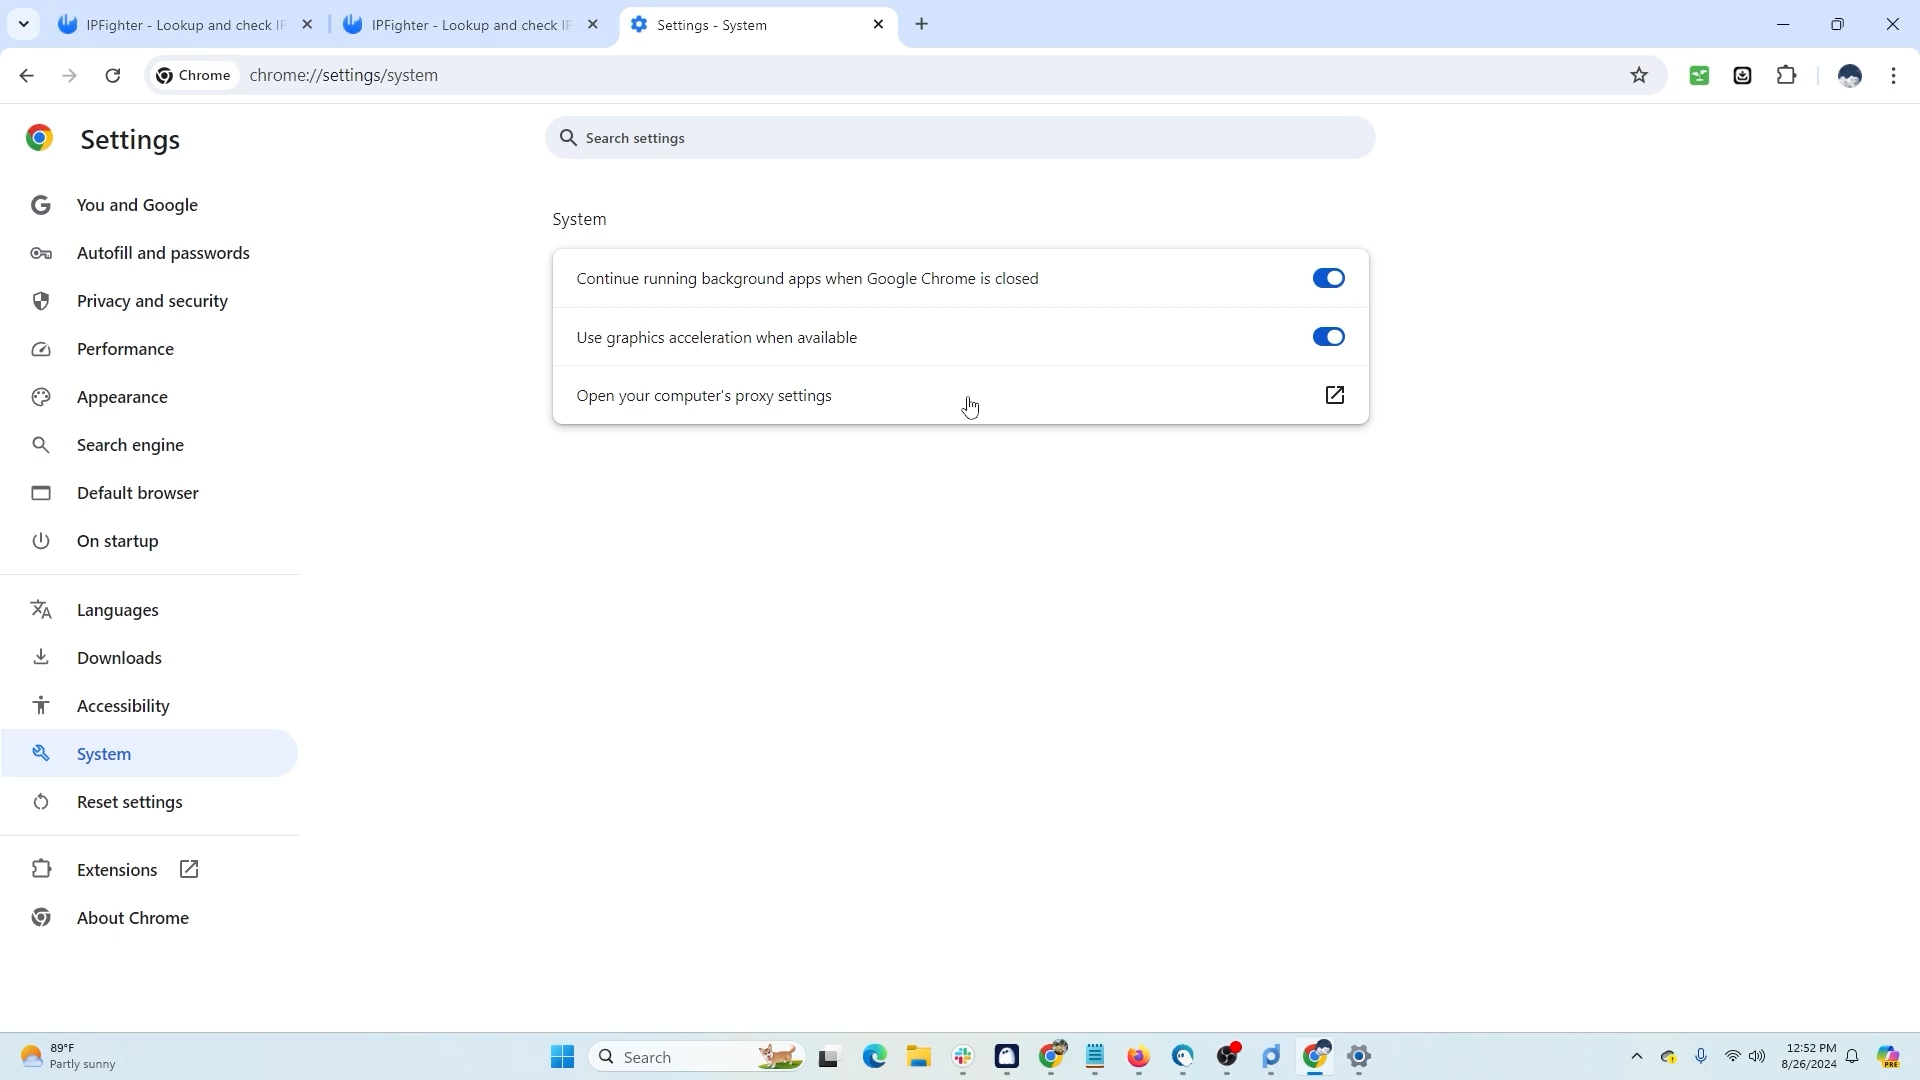 IPFighter - Lookup and check IP
IPFighter - Lookup and check IP
Settings - System
Chrome
chrome://settings/system
Settings
Search settings
You and Google
Autofill and passwords
Privacy and security
Performance
Appearance
Search engine
Default browser
On startup
Languages
Downloads
Accessibility
System
Reset settings
Extensions
About Chrome
System
Continue running background apps when Google Chrome is closed
Use graphics acceleration when available
Open your computer's proxy settings
89°F
Partly sunny
Search
12:52 PM
8/26/2024
PRE